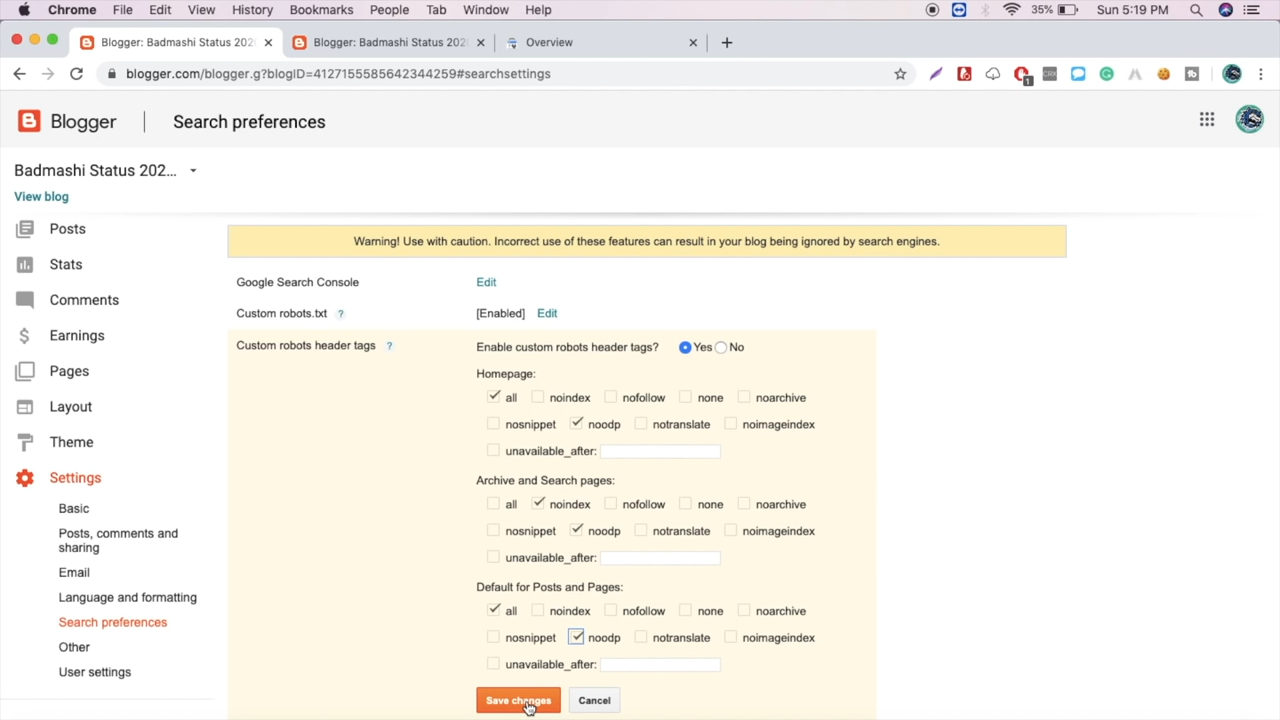 Chrome File Edit View History Bookmarks People Tab Window Help 35% Sun 5:19 PM
Blogger: Badmashi Status 202 Blogger: Badmashi Status 202 Overview
blogger.com/blogger.g?blogID=4127155585642344259#searchsettings
1
CRX
Blogger Search preferences
Badmashi Status 202...
View blog
Posts
Stats
Comments
Earnings
Pages
Layout
Theme
Settings
Basic
Posts, comments and
sharing
Email
Language and formatting
Search preferences
Other
User settings
Warning! Use with caution. Incorrect use of these features can result in your blog being ignored by search engines.
Google Search Console Edit
Custom robots.txt ? [Enabled] Edit
Custom robots header tags ? Enable custom robots header tags? Yes No
Homepage:
all noindex nofollow none noarchive
nosnippet noodp notranslate noimageindex
unavailable_after:
Archive and Search pages:
all noindex nofollow none noarchive
nosnippet noodp notranslate noimageindex
unavailable_after:
Default for Posts and Pages:
all noindex nofollow none noarchive
nosnippet noodp notranslate noimageindex
unavailable_after:
Save changes Cancel